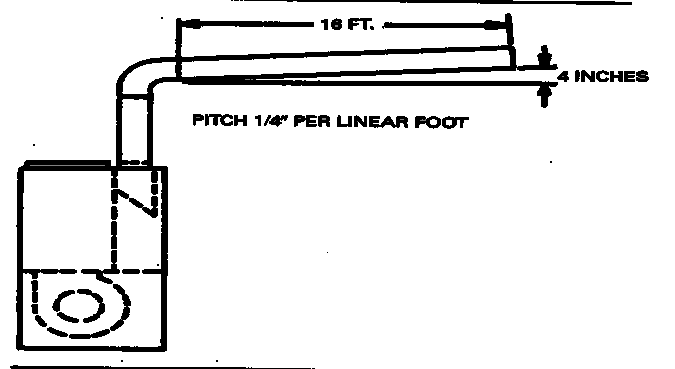 16 FT.
4 INCHES
PITCH 1/4" PER LINEAR FOOT